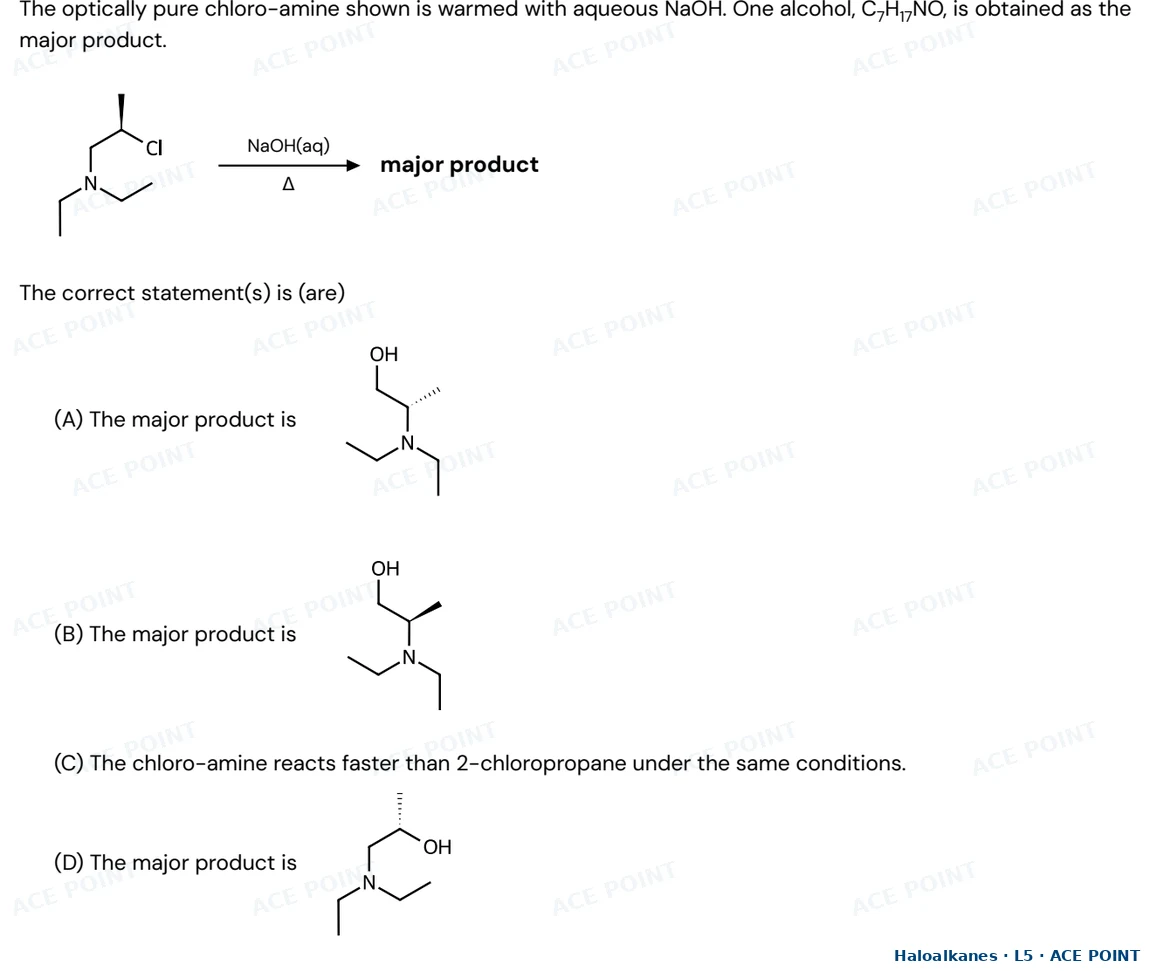 The optically pure chloro-amine shown is warmed with aqueous NaOH. One alcohol, C₇H₁₇NO, is obtained as the
major product.
Cl
N
NaOH(aq)
Δ
major product
The correct statement(s) is (are)
OH
(A) The major product is
N
OH
(B) The major product is
N
(C) The chloro-amine reacts faster than 2-chloropropane under the same conditions.
OH
(D) The major product is
N
Haloalkanes · L5 · ACE POINT
ACE POINT